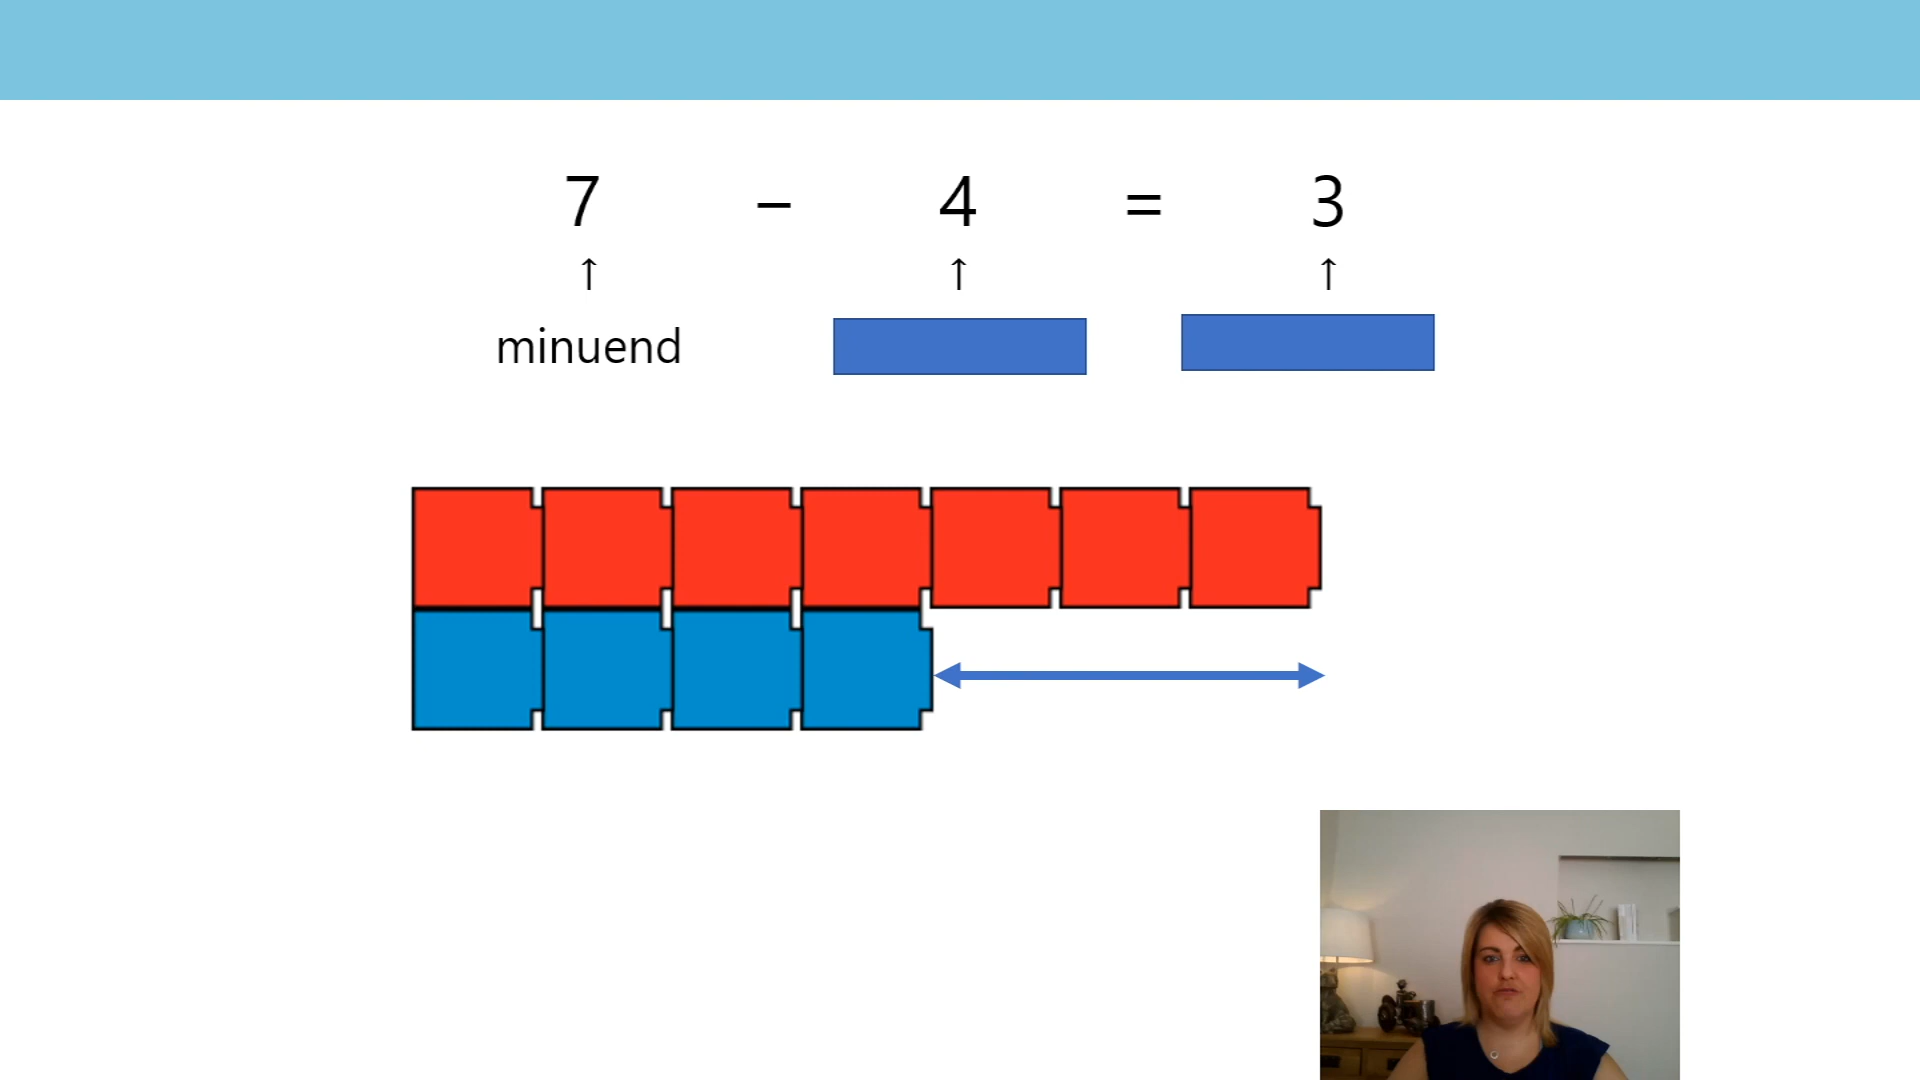 7 – 4 = 3
↑ ↑ ↑
minuend